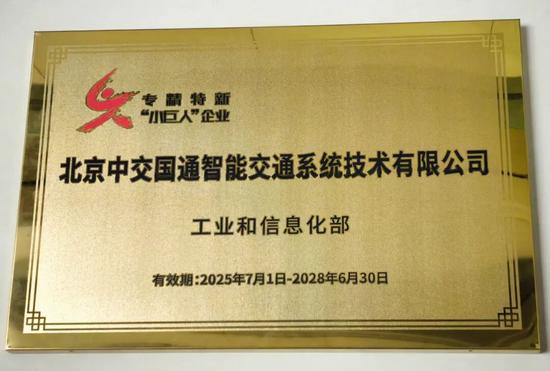 专精特新
“小巨人”企业
北京中交国通智能交通系统技术有限公司
工业和信息化部
有效期:2025年7月1日-2028年6月30日